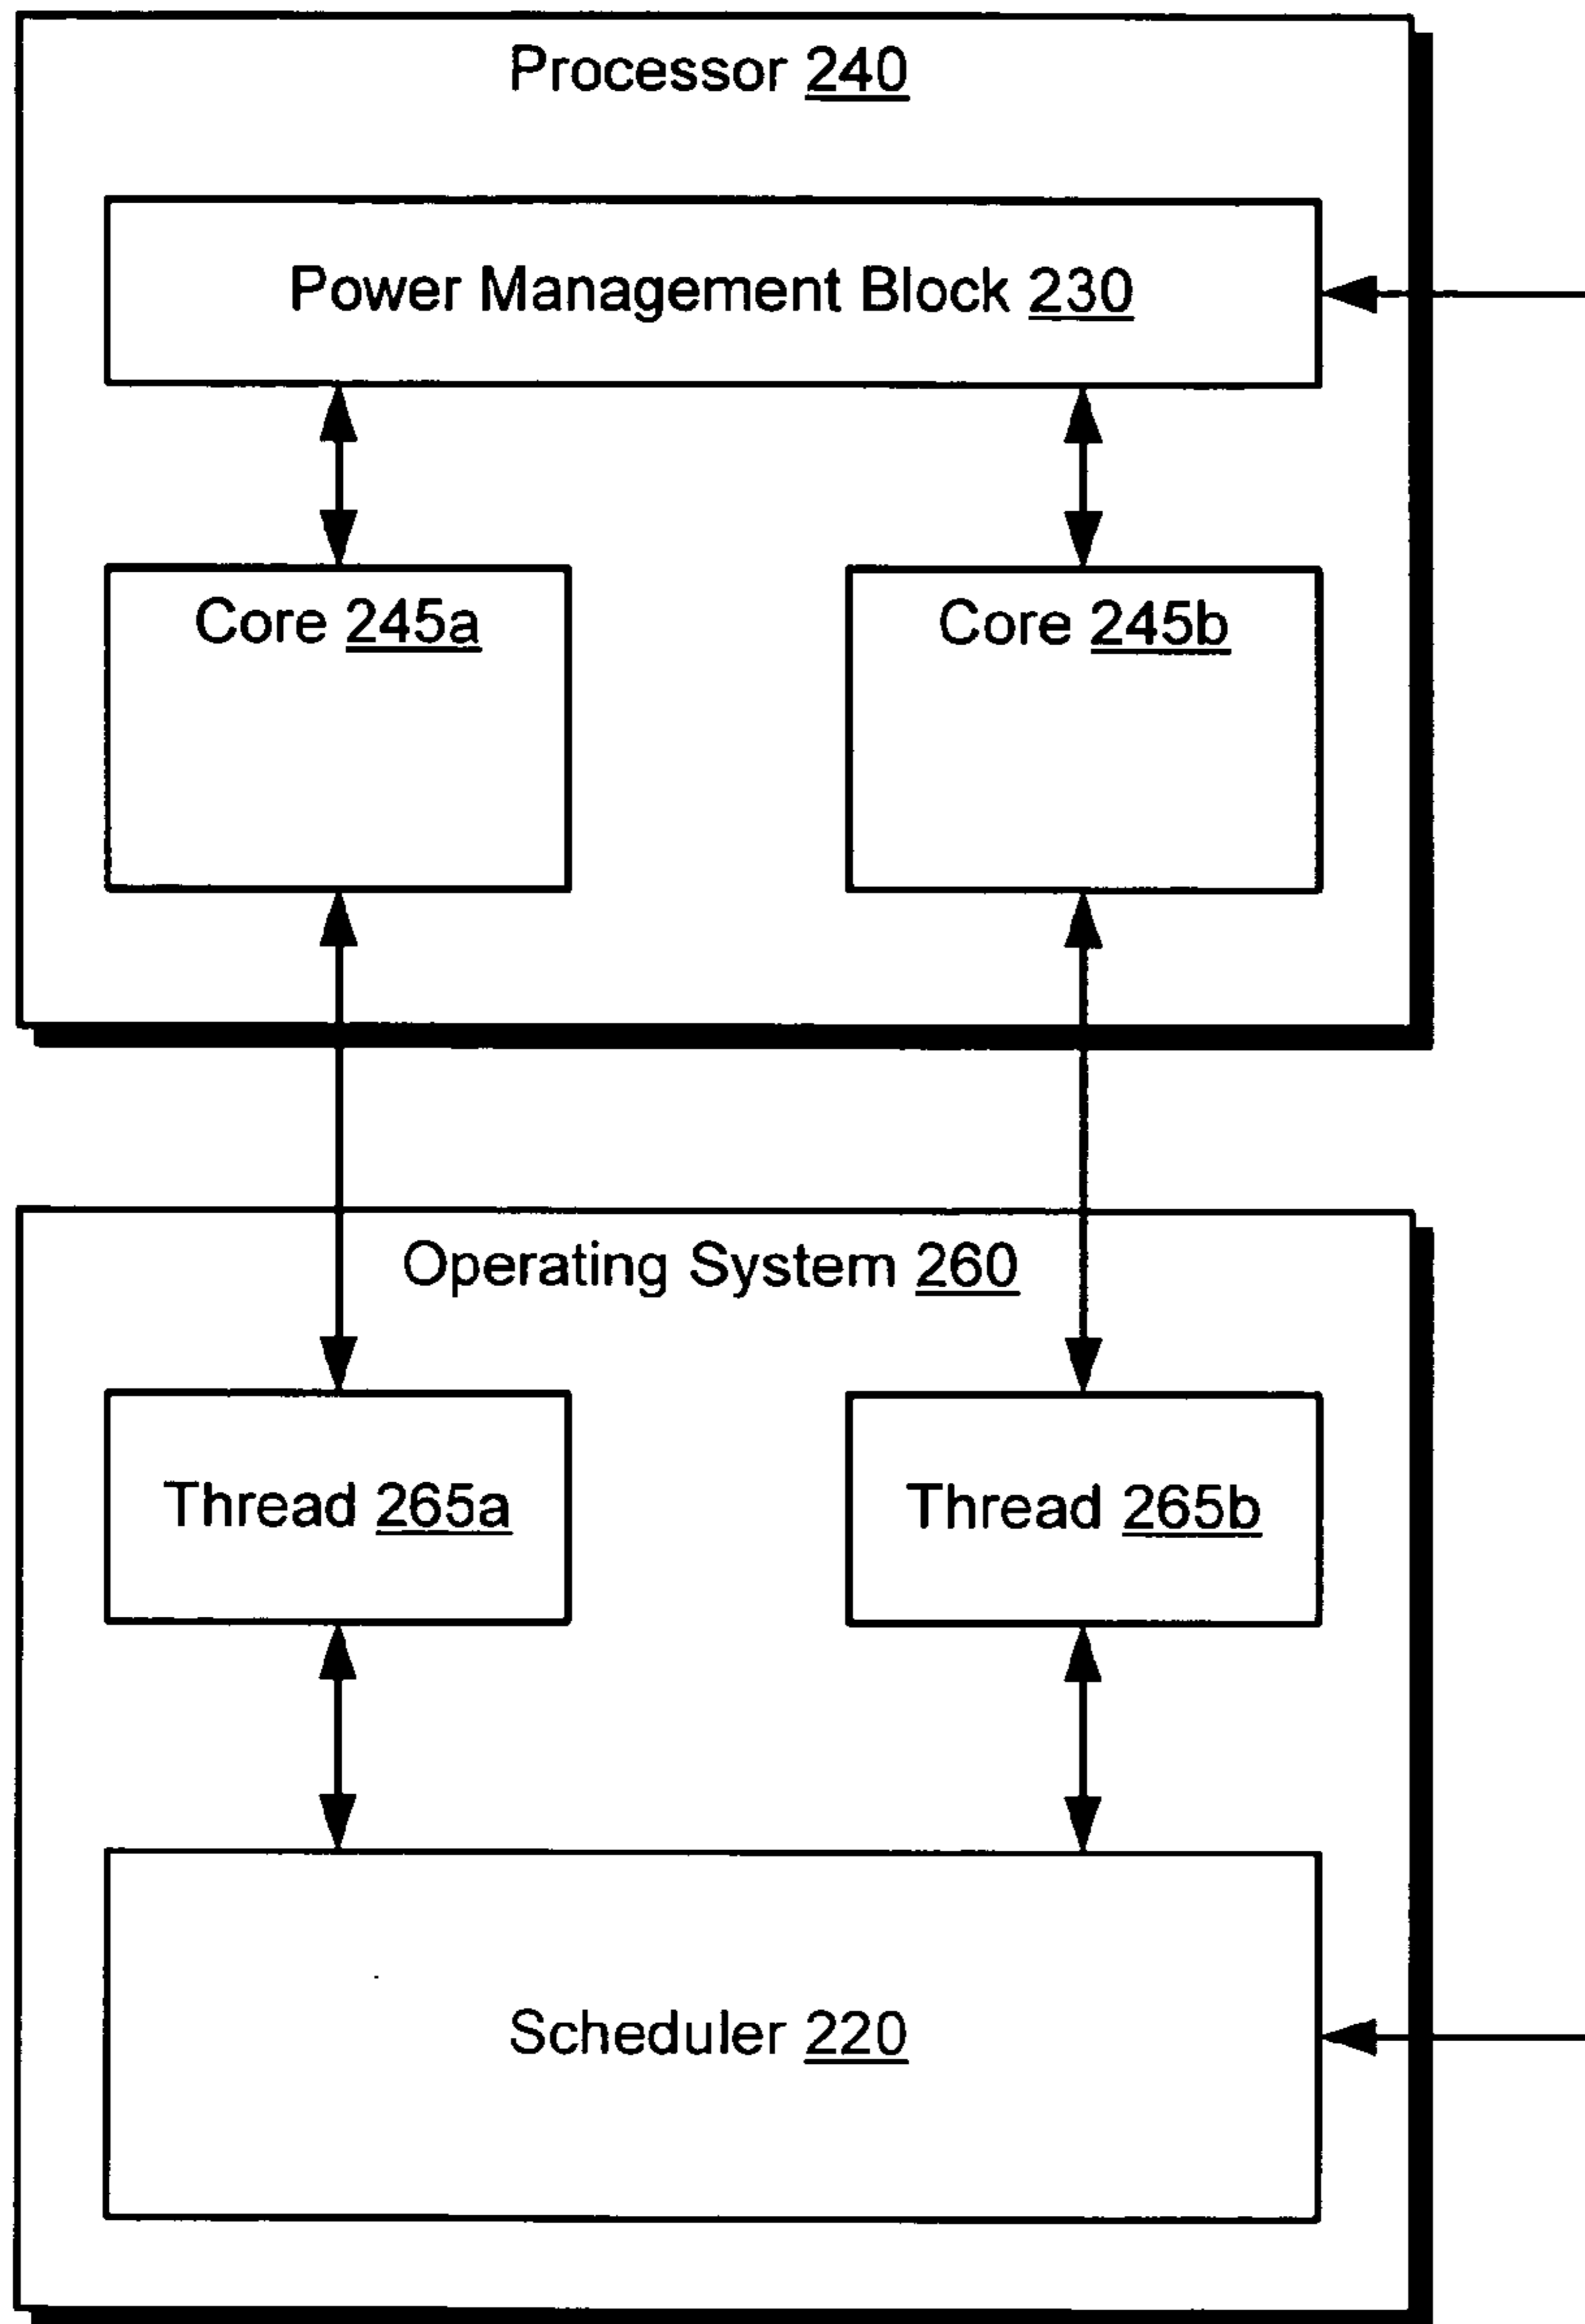 Processor 240
Power Management Block 230
Core 245a
Core 245b
Operating System 260
Thread 265a
Thread 265b
Scheduler 220